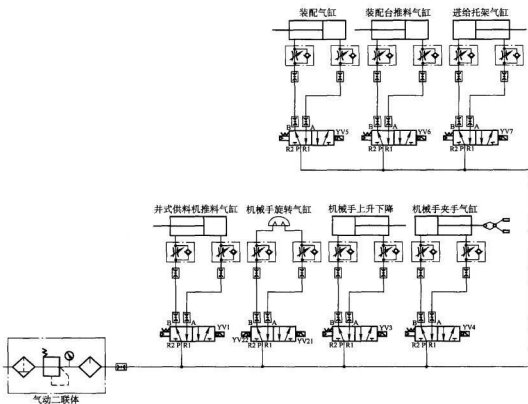 装配气缸 装配台推料气缸 进给托架气缸
B A YV5 B A YV6 B A YV7
R2 P R1 R2 P R1 R2 P R1
井式供料机推料气缸 机械手旋转气缸 机械手上升下降 机械手夹手气缸
B A YV1 B A B A YV3 B A YV4
YV22 YV21
R2 P R1 R2 P R1 R2 P R1 R2 P R1
气动二联体